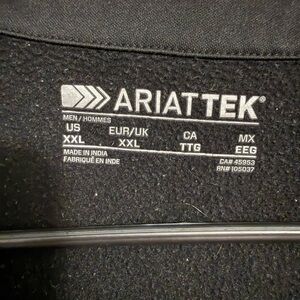 ARIATTEK®
MEN / HOMMES
US EUR/UK CA MX
XXL XXL TTG EEG
MADE IN INDIA CA# 45953
FABRIQUÉ EN INDE RN# 105037